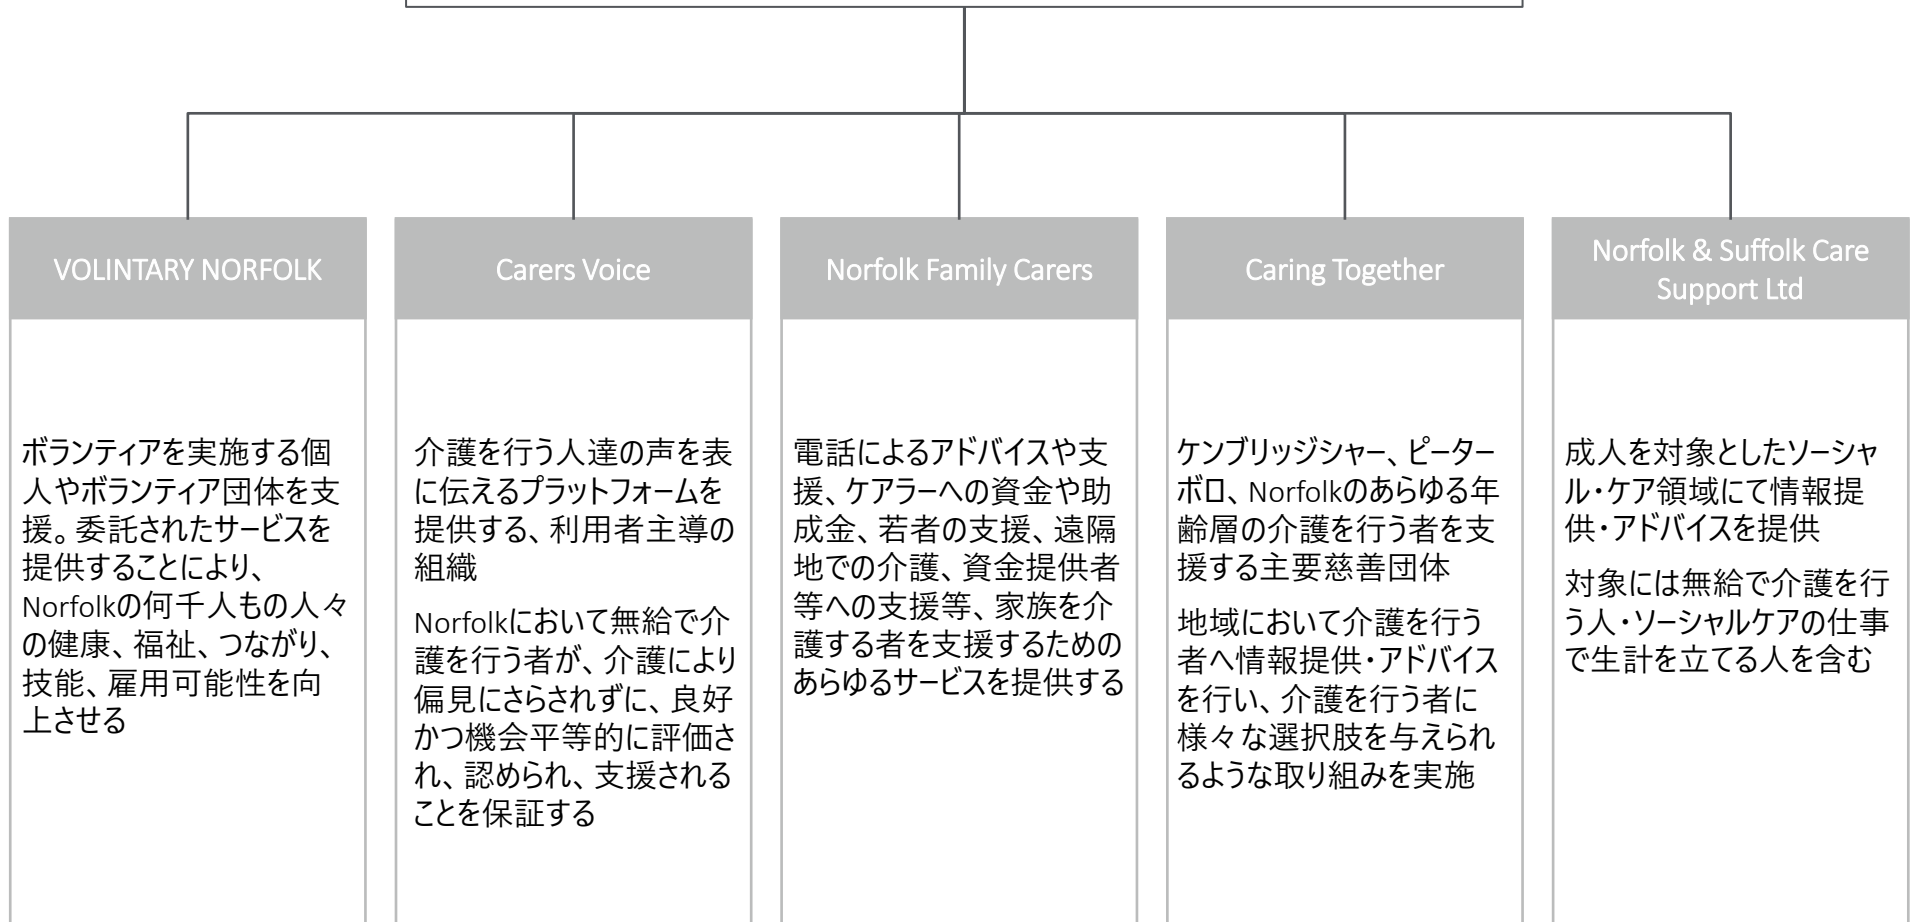 VOLINTARY NORFOLK
ボランティアを実施する個
人やボランティア団体を支
援。委託されたサービスを
提供することにより、
Norfolkの何千人もの人々
の健康、福祉、つながり、
技能、雇用可能性を向
上させる
Carers Voice
介護を行う人達の声を表
に伝えるプラットフォームを
提供する、利用者主導の
組織
Norfolkにおいて無給で介
護を行う者が、介護により
偏見にさらされずに、良好
かつ機会平等的に評価さ
れ、認められ、支援される
ことを保証する
Norfolk Family Carers
電話によるアドバイスや支
援、ケアラーへの資金や助
成金、若者の支援、遠隔
地での介護、資金提供者
等への支援等、家族を介
護する者を支援するための
あらゆるサービスを提供する
Caring Together
ケンブリッジシャー、ピーター
ボロ、Norfolkのあらゆる年
齢層の介護を行う者を支
援する主要慈善団体
地域において介護を行う
者へ情報提供・アドバイス
を行い、介護を行う者に
様々な選択肢を与えられ
るような取り組みを実施
Norfolk & Suffolk Care
Support Ltd
成人を対象としたソーシャ
ル・ケア領域にて情報提
供・アドバイスを提供
対象には無給で介護を行
う人・ソーシャルケアの仕事
で生計を立てる人を含む